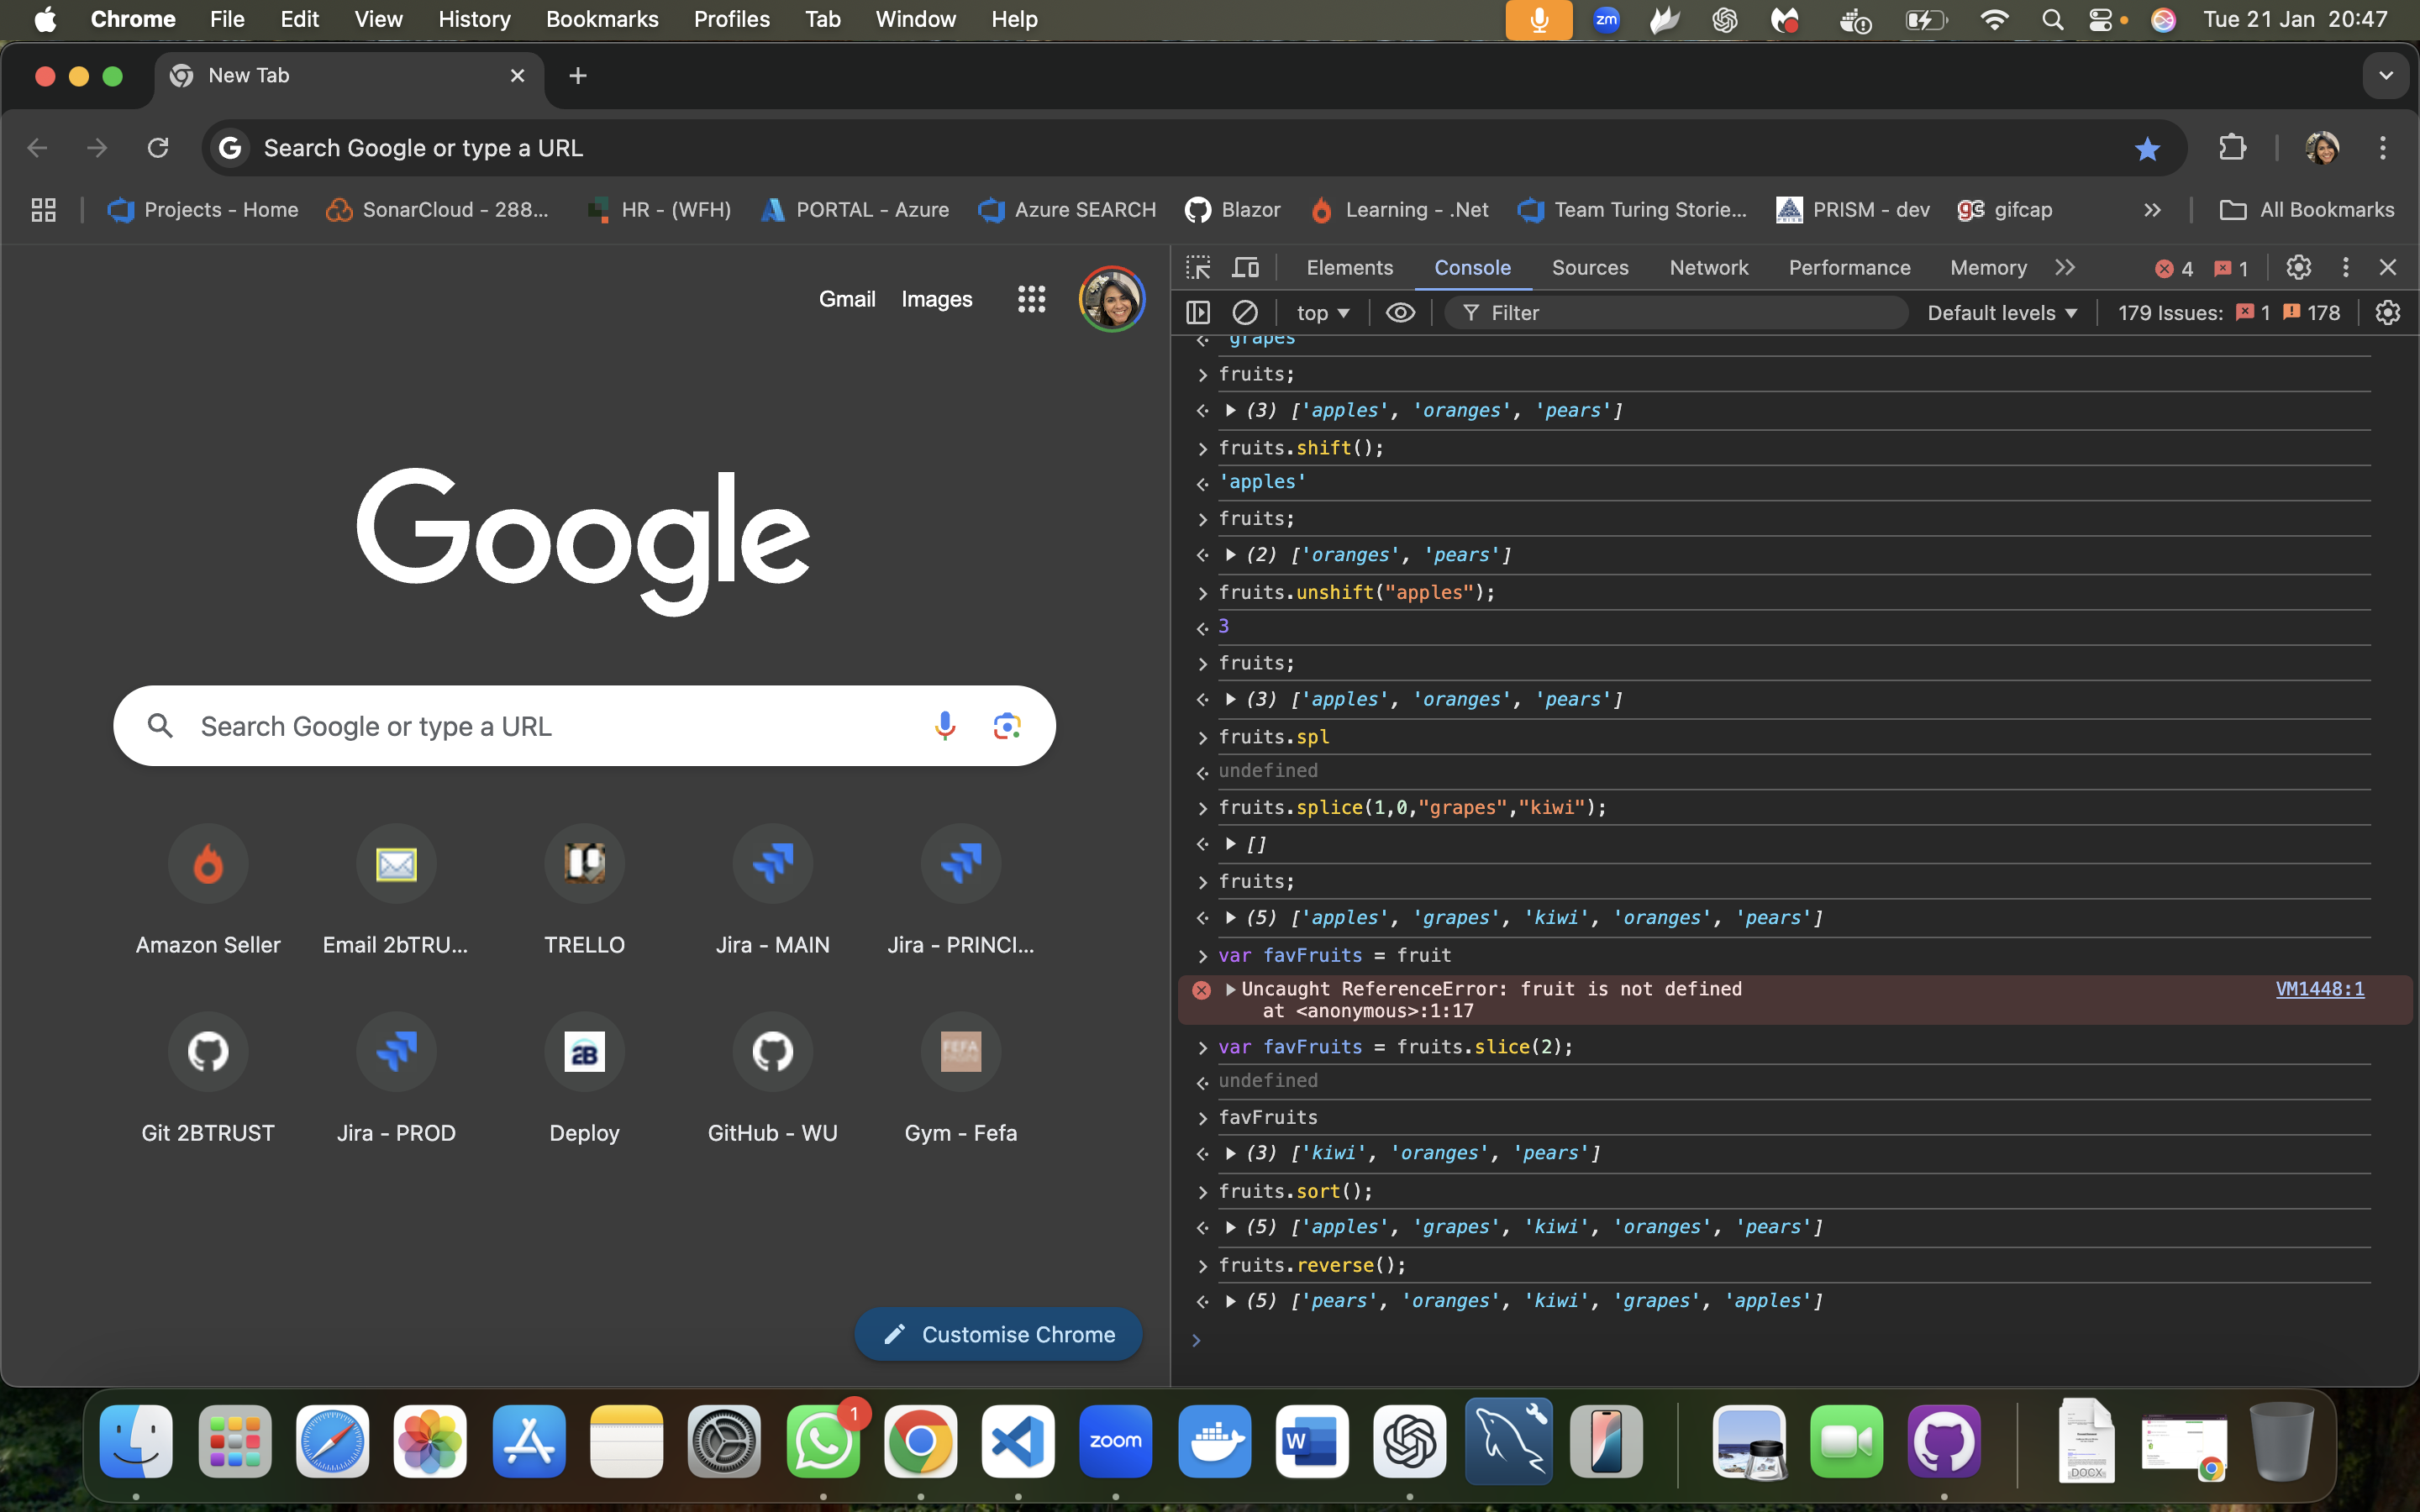 Chrome File Edit View History Bookmarks Profiles Tab Window Help
zm
Tue 21 Jan 20:47
New Tab
Search Google or type a URL
Projects - Home
SonarCloud - 288...
HR - (WFH)
PORTAL - Azure
Azure SEARCH
Blazor
Learning - .Net
Team Turing Storie...
PRISM - dev
g3 gifcap
All Bookmarks
Gmail Images
Google
Search Google or type a URL
Amazon Seller
Email 2bTRU...
TRELLO
Jira - MAIN
Jira - PRINCI...
2B
Git 2BTRUST
Jira - PROD
Deploy
GitHub - WU
Gym - Fefa
Customise Chrome
Elements Console Sources Network Performance Memory 4 1
top Filter Default levels 179 Issues: 1 178
grapes
fruits;
(3) ['apples', 'oranges', 'pears']
fruits.shift();
'apples'
fruits;
(2) ['oranges', 'pears']
fruits.unshift("apples");
3
fruits;
(3) ['apples', 'oranges', 'pears']
fruits.spl
undefined
fruits.splice(1,0,"grapes","kiwi");
[]
fruits;
(5) ['apples', 'grapes', 'kiwi', 'oranges', 'pears']
var favFruits = fruit
Uncaught ReferenceError: fruit is not defined VM1448:1
at <anonymous>:1:17
var favFruits = fruits.slice(2);
undefined
favFruits
(3) ['kiwi', 'oranges', 'pears']
fruits.sort();
(5) ['apples', 'grapes', 'kiwi', 'oranges', 'pears']
fruits.reverse();
(5) ['pears', 'oranges', 'kiwi', 'grapes', 'apples']
1
zoom
W
DOCX